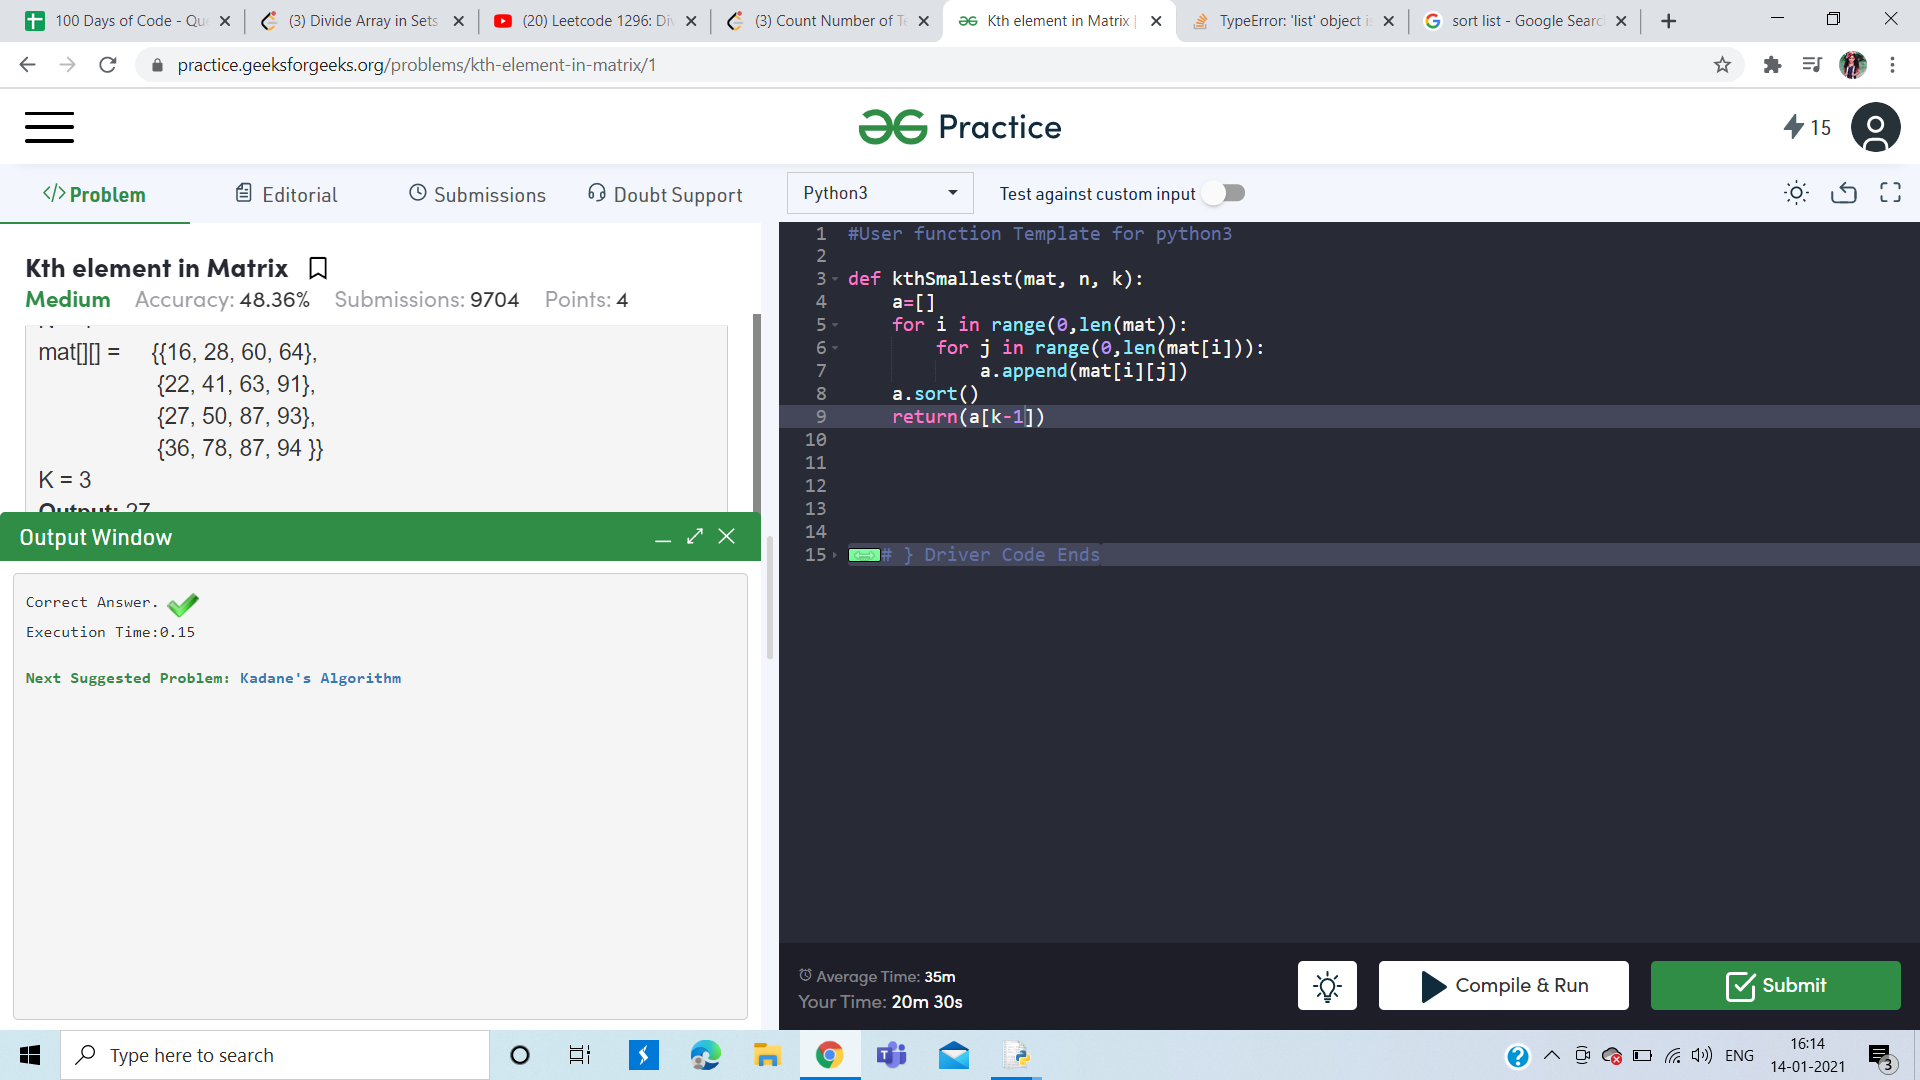 100 Days of Code - Qu
(3) Divide Array in Sets
(20) Leetcode 1296: Di
(3) Count Number of Te
Kth element in Matrix |
TypeError: 'list' object i
sort list - Google Searc
practice.geeksforgeeks.org/problems/kth-element-in-matrix/1
Practice
15
</> Problem
Editorial
Submissions
Doubt Support
Python3
Test against custom input
Kth element in Matrix
Medium Accuracy: 48.36% Submissions: 9704 Points: 4
mat[][] = {{16, 28, 60, 64},
{22, 41, 63, 91},
{27, 50, 87, 93},
{36, 78, 87, 94 }}
K = 3
Output: 27
Output Window
Correct Answer.
Execution Time:0.15
Next Suggested Problem: Kadane's Algorithm
1 #User function Template for python3
2
3 def kthSmallest(mat, n, k):
4 a=[]
5 for i in range(0,len(mat)):
6 for j in range(0,len(mat[i])):
7 a.append(mat[i][j])
8 a.sort()
9 return(a[k-1])
10
11
12
13
14
15 # } Driver Code Ends
Average Time: 35m
Your Time: 20m 30s
Compile & Run
Submit
Type here to search
ENG
16:14
14-01-2021
3